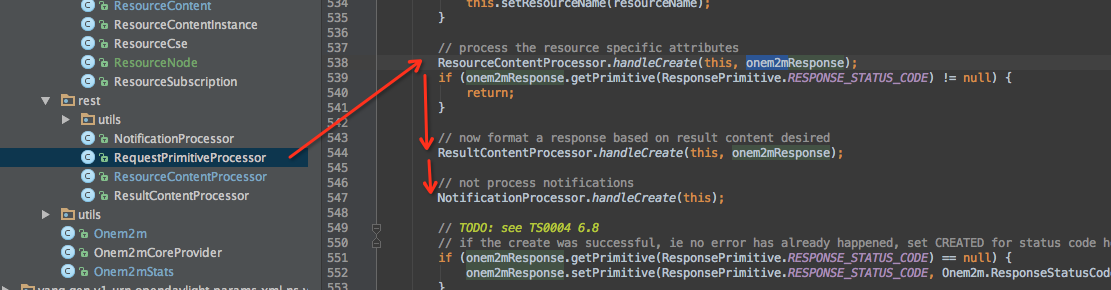 ResourceContent
ResourceContentInstance
ResourceCse
ResourceNode
ResourceSubscription
rest
utils
NotificationProcessor
RequestPrimitiveProcessor
ResourceContentProcessor
ResultContentProcessor
utils
Onem2m
Onem2mCoreProvider
Onem2mStats
534 this.setResourceName(resourceName);
535 }
536
537 // process the resource specific attributes
538 ResourceContentProcessor.handleCreate(this, onem2mResponse);
539 if (onem2mResponse.getPrimitive(ResponsePrimitive.RESPONSE_STATUS_CODE) != null) {
540 return;
541 }
542
543 // now format a response based on result content desired
544 ResultContentProcessor.handleCreate(this, onem2mResponse);
545
546 // not process notifications
547 NotificationProcessor.handleCreate(this);
548
549 // TODO: see TS0004 6.8
550 // if the create was successful, ie no error has already happened, set CREATED for status code h
551 if (onem2mResponse.getPrimitive(ResponsePrimitive.RESPONSE_STATUS_CODE) == null) {
552 onem2mResponse.setPrimitive(ResponsePrimitive.RESPONSE_STATUS_CODE, Onem2m.ResponseStatusCod
553 }